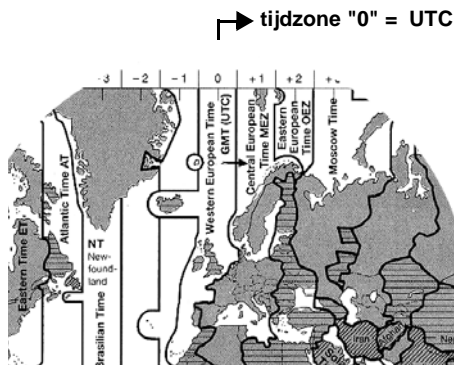 tijdzone "0" = UTC
-3 -2 -1 0 +1 +2
Eastern Time ET
Atlantic Time AT
NT
New-
found-
land
Brasilian Time
Western European Time
GMT (UTC)
Central European
Time MEZ
Eastern
European
Time OEZ
Moscow Time
Iran